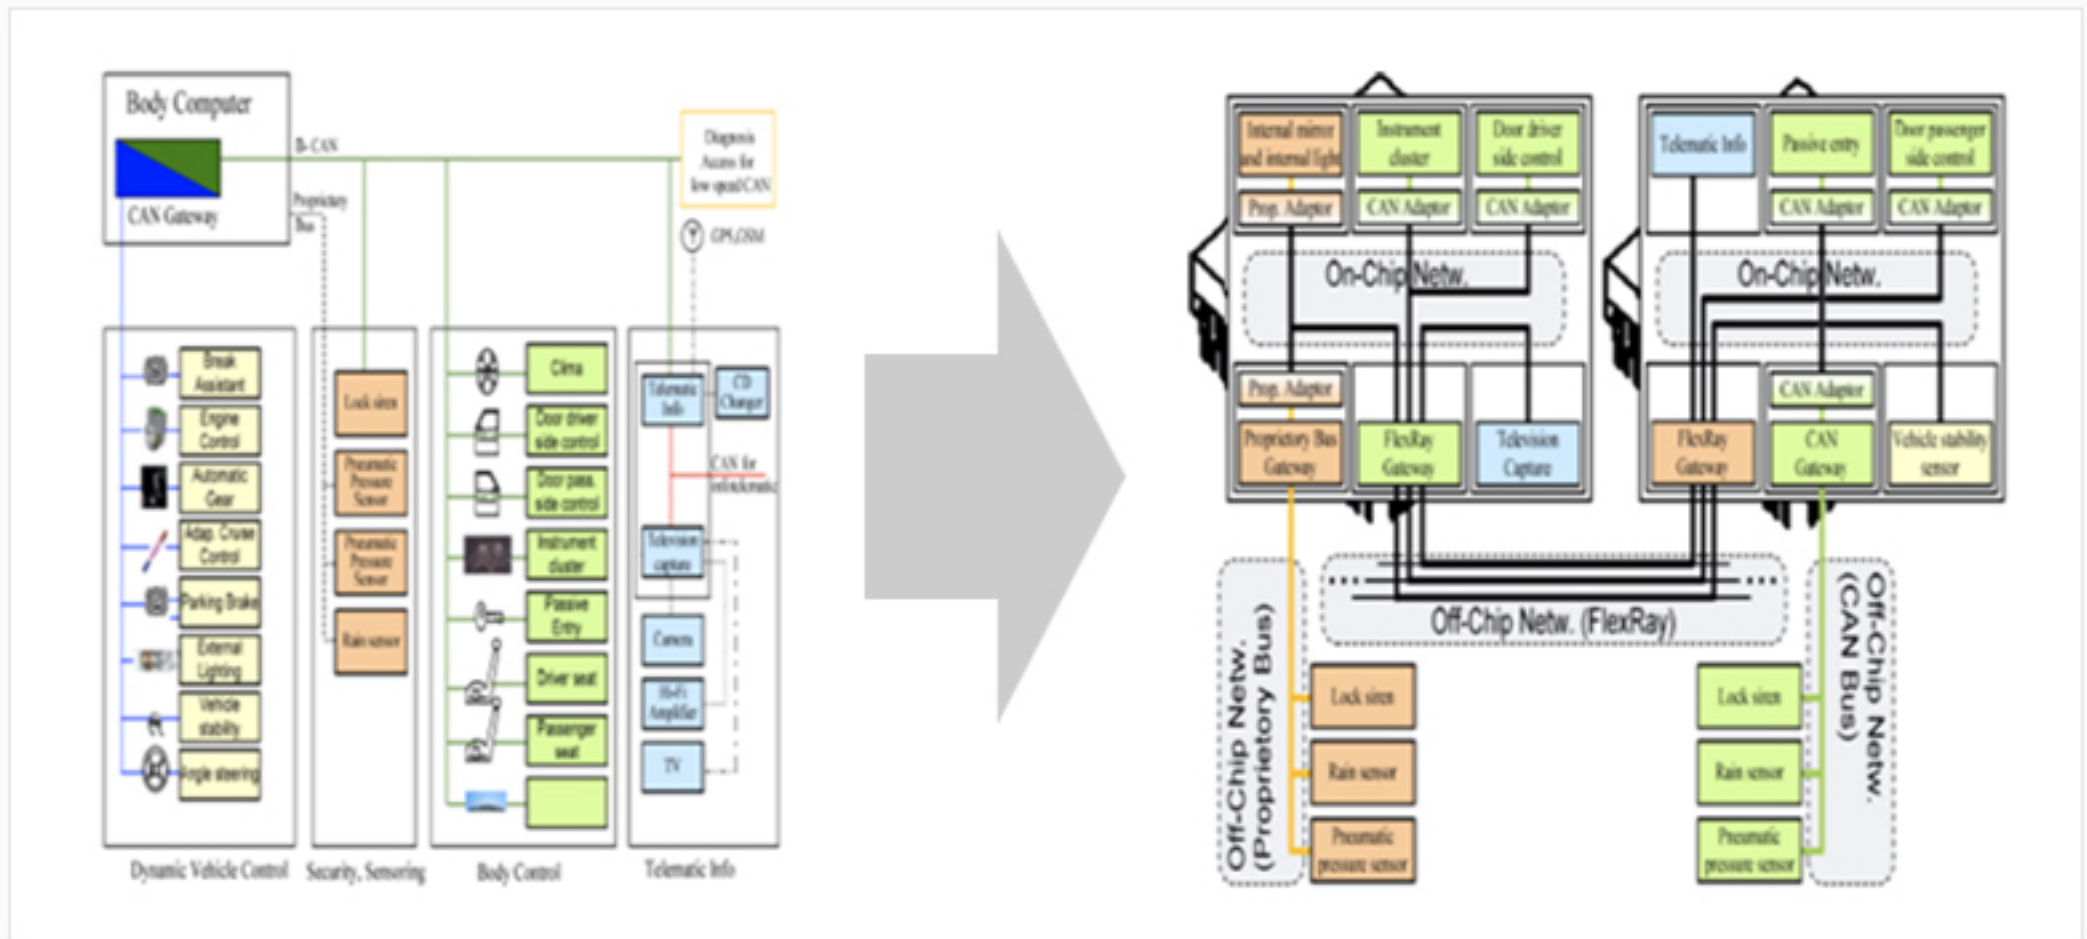 Body Computer
CAN Gateway
B-CAN
Proprietary
Bus
Diagnosis
Access for
low speed CAN
GPS,GSM
Break
Assistant
Engine
Control
Automatic
Gear
Adap. Cruise
Control
Parking Brake
External
Lighting
Vehicle
stability
Angle steering
Dynamic Vehicle Control
Lock siren
Pneumatic
Pressure
Sensor
Pneumatic
Pressure
Sensor
Rain sensor
Security, Sensoring
Clima
Door driver
side control
Door pass.
side control
Instrument
cluster
Passive
Entry
Driver seat
Passenger
seat
Body Control
Telematic
Info
CD
Changer
CAN for
infotelematic
Television
capture
Camera
Hi-Fi
Amplifier
TV
Telematic Info
Internal mirror
and internal light
Instrument
cluster
Door driver
side control
Prop. Adaptor
CAN Adaptor
CAN Adaptor
On-Chip Netw.
Prop. Adaptor
Proprietory Bus
Gateway
FlexRay
Gateway
Television
Capture
Telematic Info
Passive entry
Door passenger
side control
CAN Adaptor
CAN Adaptor
On-Chip Netw.
CAN Adaptor
FlexRay
Gateway
CAN
Gateway
Vehicle stability
sensor
Off-Chip Netw. (FlexRay)
Off-Chip Netw.
(Proprietory Bus)
Lock siren
Rain sensor
Pneumatic
pressure sensor
Lock siren
Rain sensor
Pneumatic
pressure sensor
Off-Chip Netw.
(CAN Bus)